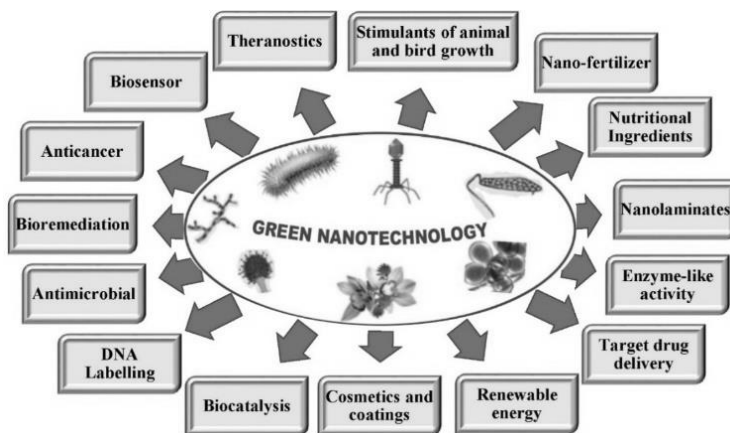 Theranostics
Stimulants of animal
and bird growth
Nano-fertilizer
Biosensor
Nutritional
Ingredients
Anticancer
Bioremediation
GREEN NANOTECHNOLOGY
Nanolaminates
Antimicrobial
Enzyme-like
activity
DNA
Labelling
Target drug
delivery
Biocatalysis
Cosmetics and
coatings
Renewable
energy